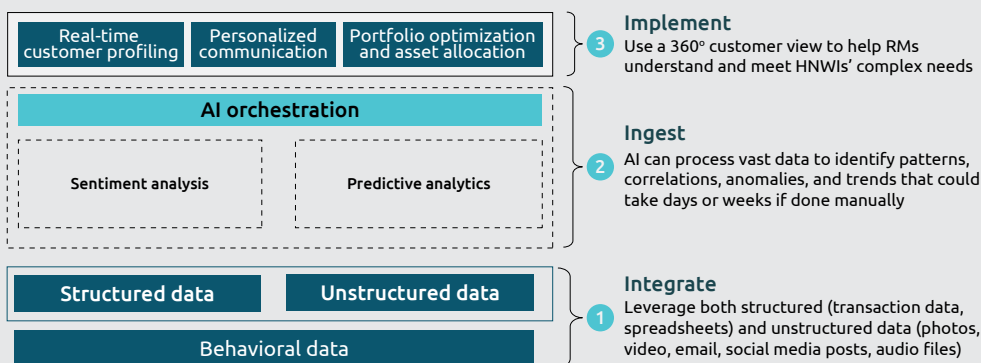 Real-time
customer profiling
Personalized
communication
Portfolio optimization
and asset allocation
3
Implement
Use a 360° customer view to help RMs
understand and meet HNWIs’ complex needs
AI orchestration
Sentiment analysis
Predictive analytics
2
Ingest
AI can process vast data to identify patterns,
correlations, anomalies, and trends that could
take days or weeks if done manually
Structured data
Unstructured data
Behavioral data
1
Integrate
Leverage both structured (transaction data,
spreadsheets) and unstructured data (photos,
video, email, social media posts, audio files)